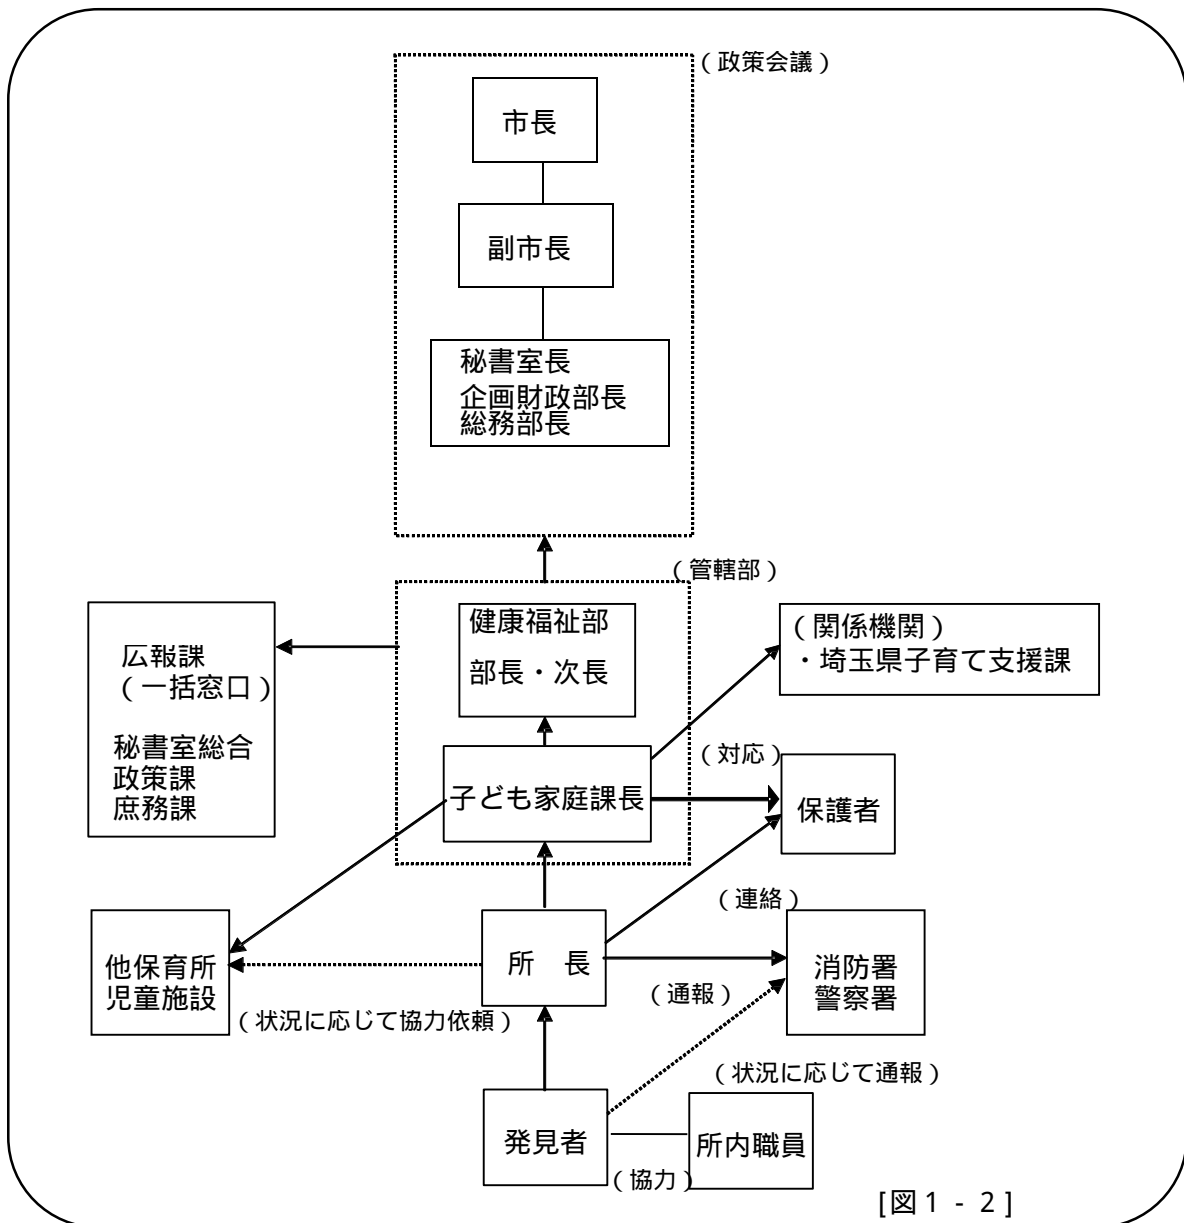 （政策会議）
市長
副市長
秘書室長
企画財政部長
総務部長
（管轄部）
健康福祉部
部長・次長
広報課
（一括窓口）
秘書室総合
政策課
庶務課
（関係機関）
・埼玉県子育て支援課
（対応）
子ども家庭課長
保護者
（連絡）
他保育所
児童施設
所　長
消防署
警察署
（通報）
（状況に応じて協力依頼）
（状況に応じて通報）
発見者
所内職員
（協力）
[図１-２]